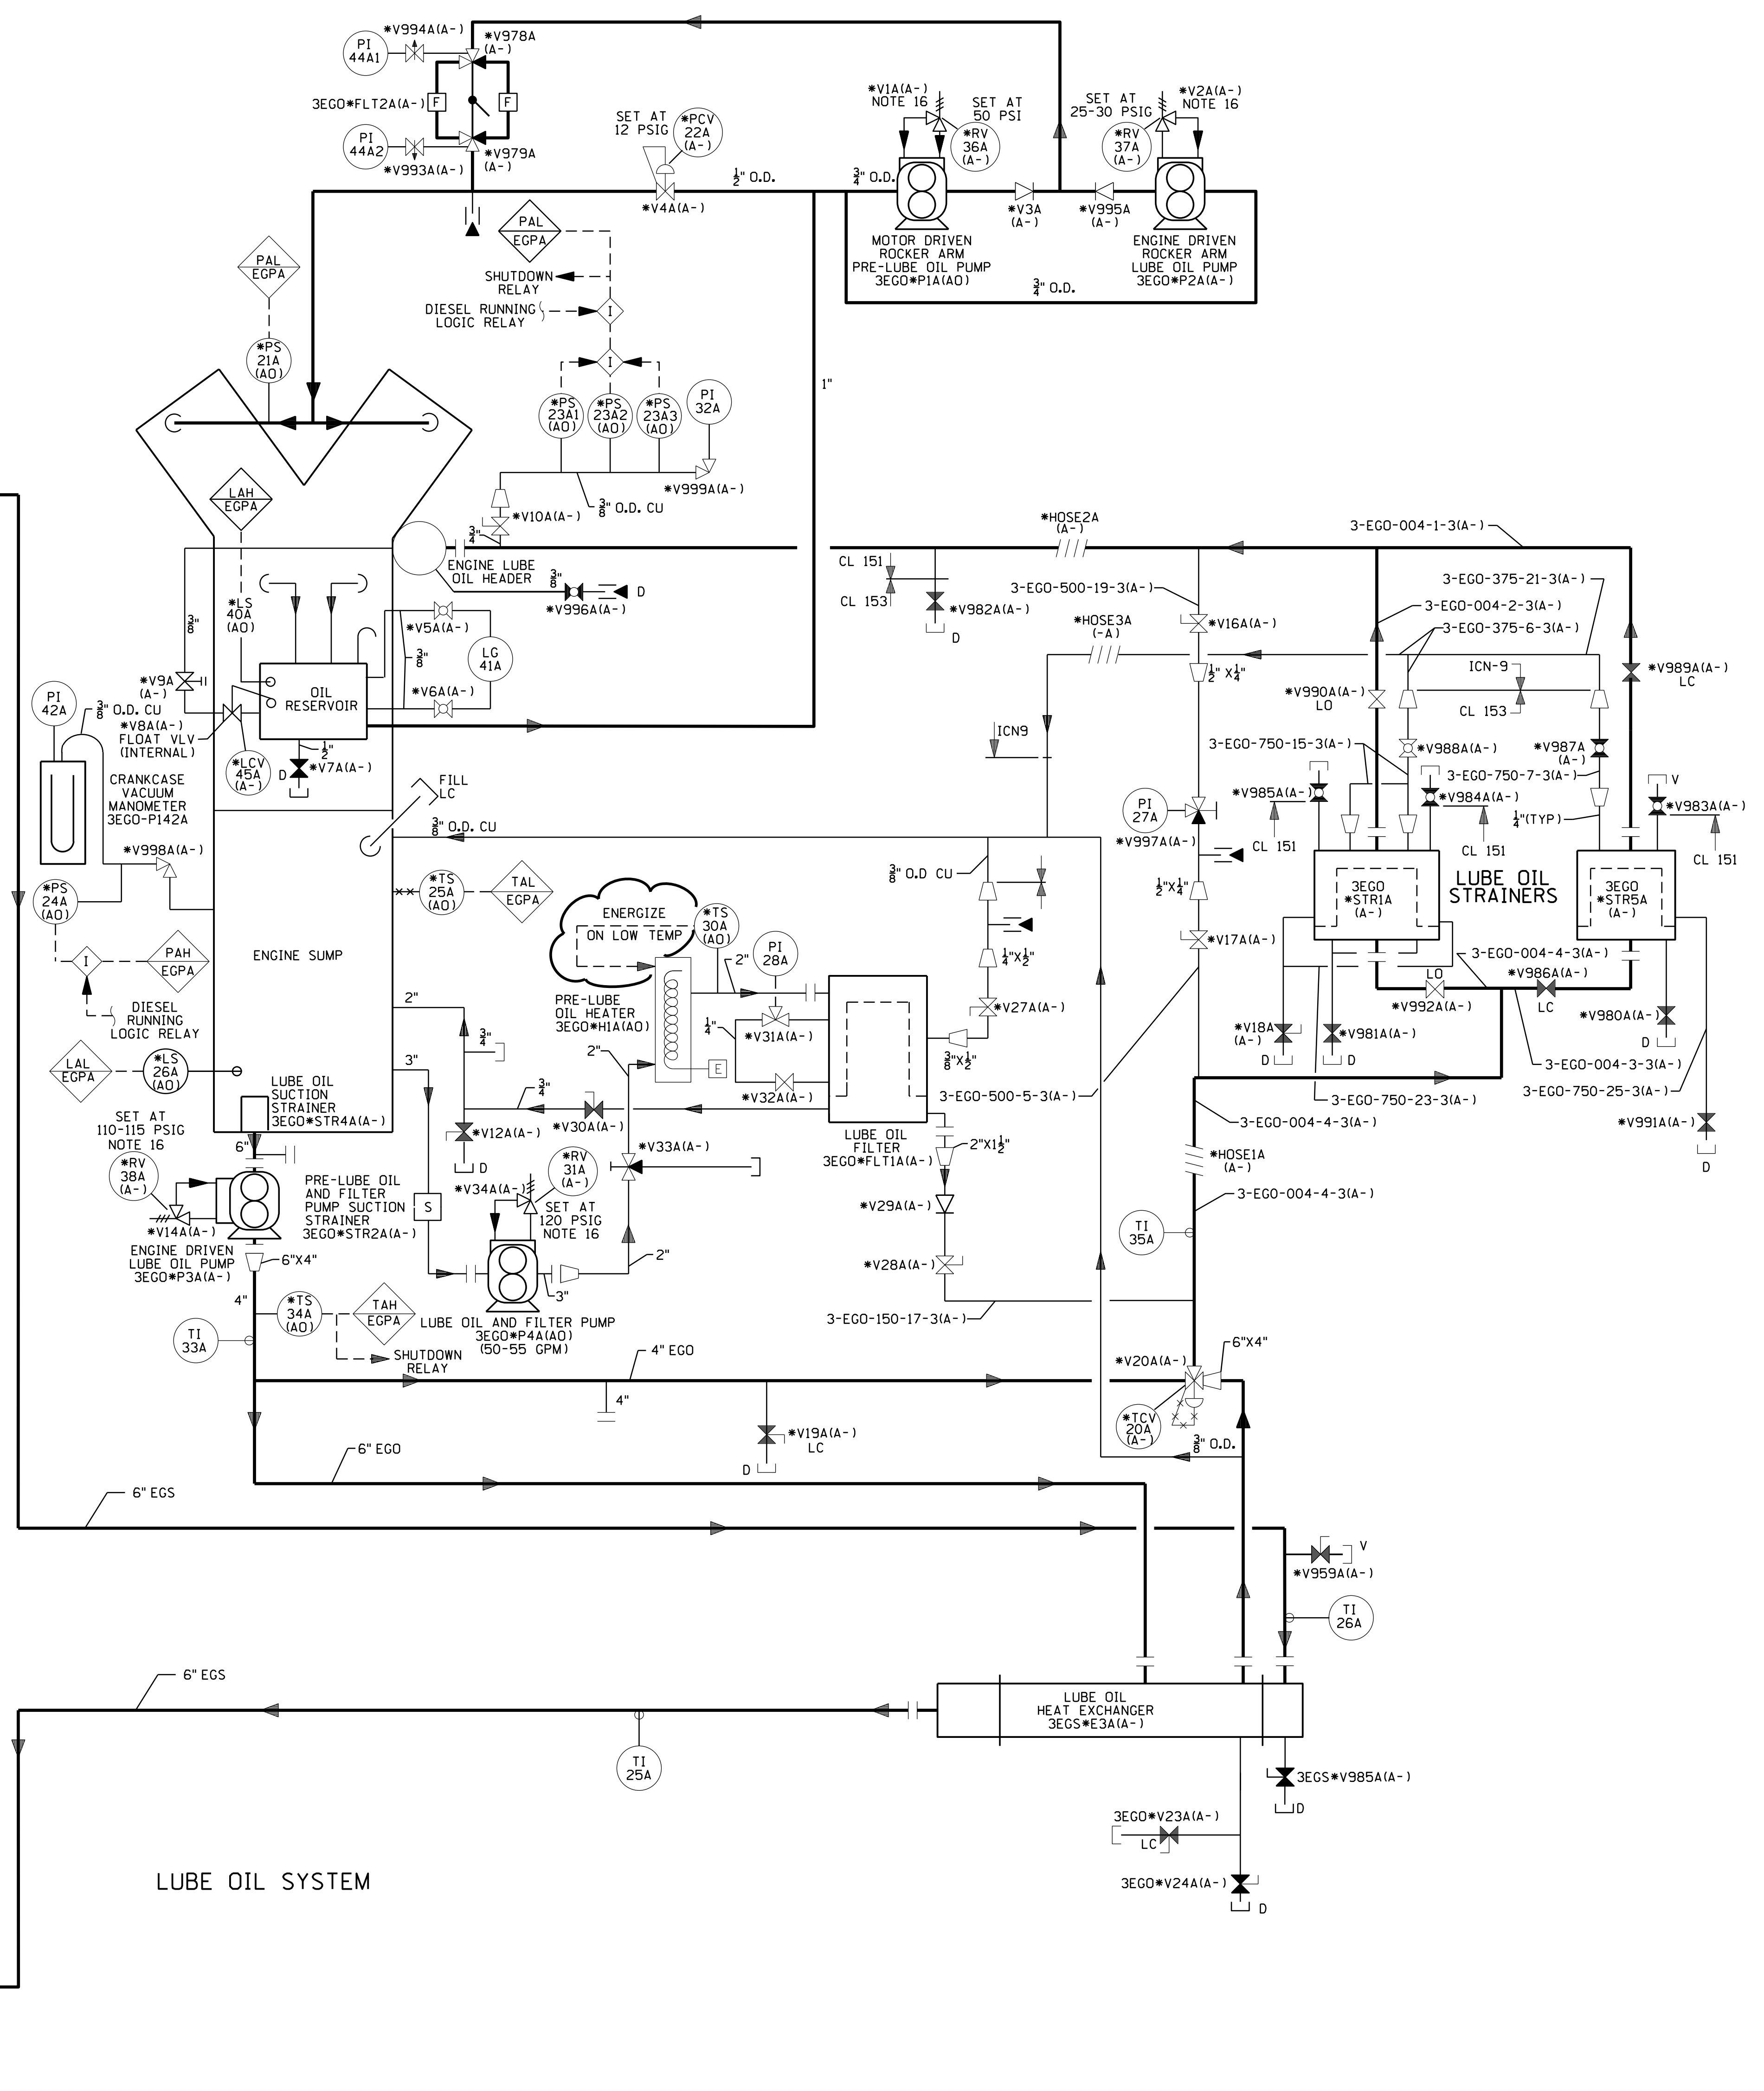 *V994A(A-)
PI
44A1
*V978A
(A-)
3EGO*FLT2A(A-)
F
F
PI
44A2
*V993A(A-)
*V979A
(A-)
SET AT
12 PSIG
*PCV
22A
(A-)
*V4A(A-)
1/2" O.D.
3/4" O.D.
*V1A(A-)
NOTE 16
SET AT
50 PSI
*RV
36A
(A-)
SET AT
25-30 PSIG
*V2A(A-)
NOTE 16
*RV
37A
(A-)
*V3A
(A-)
*V995A
(A-)
MOTOR DRIVEN
ROCKER ARM
PRE-LUBE OIL PUMP
3EGO*P1A(AO)
ENGINE DRIVEN
ROCKER ARM
LUBE OIL PUMP
3EGO*P2A(A-)
3/4" O.D.
PAL
EGPA
PAL
EGPA
SHUTDOWN
RELAY
DIESEL RUNNING
LOGIC RELAY
I
I
*PS
21A
(AO)
*PS
23A1
(AO)
*PS
23A2
(AO)
*PS
23A3
(AO)
PI
32A
1"
*V999A(A-)
3/8" O.D. CU
*V10A(A-)
3/4"
LAH
EGPA
ENGINE LUBE
OIL HEADER
3/8"
D
*V996A(A-)
*HOSE2A
(A-)
3-EGO-004-1-3(A-)
CL 151
CL 153
*V982A(A-)
D
3-EGO-500-19-3(A-)
3-EGO-375-21-3(A-)
3-EGO-004-2-3(A-)
3-EGO-375-6-3(A-)
*HOSE3A
(-A)
*V16A(A-)
1/2"X1/4"
ICN-9
CL 153
*V989A(A-)
LC
*V990A(A-)
LO
*LS
40A
(AO)
3/8"
*V5A(A-)
3/8"
LG
41A
*V6A(A-)
OIL
RESERVOIR
*V9A
(A-)
PI
42A
3/8" O.D. CU
*V8A(A-)
FLOAT VLV
(INTERNAL)
*LCV
45A
(A-)
1/2"
D
*V7A(A-)
CRANKCASE
VACUUM
MANOMETER
3EGO-P142A
FILL
LC
3/8" O.D. CU
*V998A(A-)
*PS
24A
(AO)
I
PAH
EGPA
DIESEL
RUNNING
LOGIC RELAY
*TS
25A
(AO)
TAL
EGPA
ENGINE SUMP
ICN9
3-EGO-750-15-3(A-)
*V988A(A-)
*V987A
(A-)
3-EGO-750-7-3(A-)
*V985A(A-)
*V984A(A-)
V
*V983A(A-)
1/4"(TYP)
PI
27A
*V997A(A-)
CL 151
CL 151
CL 151
3/8" O.D CU
1/2"X1/4"
3EGO
*STR1A
(A-)
LUBE OIL
STRAINERS
3EGO
*STR5A
(A-)
ENERGIZE
ON LOW TEMP
*TS
30A
(AO)
PI
28A
2"
*V17A(A-)
3-EGO-004-4-3(A-)
LO
*V986A(A-)
*V992A(A-)
LC
1/4"X1/2"
*V27A(A-)
PRE-LUBE
OIL HEATER
3EGO*H1A(AO)
E
1/4"
*V31A(A-)
*V32A(A-)
3/8"X1/2"
2"
2"
3/4"
3"
3/4"
*V18A
(A-)
D
*V981A(A-)
D
*V980A(A-)
D
3-EGO-004-3-3(A-)
3-EGO-750-25-3(A-)
3-EGO-500-5-3(A-)
3-EGO-750-23-3(A-)
LAL
EGPA
*LS
26A
(AO)
LUBE OIL
SUCTION
STRAINER
3EGO*STR4A(A-)
*V12A(A-)
*V30A(A-)
D
*V33A(A-)
LUBE OIL
FILTER
3EGO*FLT1A(A-)
2"X1 1/2"
3-EGO-004-4-3(A-)
*V991A(A-)
D
*HOSE1A
(A-)
3-EGO-004-4-3(A-)
SET AT
110-115 PSIG
NOTE 16
6"
*RV
38A
(A-)
*V14A(A-)
ENGINE DRIVEN
LUBE OIL PUMP
3EGO*P3A(A-)
6"X4"
PRE-LUBE OIL
AND FILTER
PUMP SUCTION
STRAINER
3EGO*STR2A(A-)
S
*V34A(A-)
*RV
31A
(A-)
SET AT
120 PSIG
NOTE 16
2"
3"
*V29A(A-)
*V28A(A-)
3-EGO-150-17-3(A-)
TI
35A
4"
*TS
34A
(AO)
TAH
EGPA
TI
33A
SHUTDOWN
RELAY
LUBE OIL AND FILTER PUMP
3EGO*P4A(AO)
(50-55 GPM)
4" EGO
4"
*V20A(A-)
6"X4"
*TCV
20A
(A-)
3/8" O.D.
*V19A(A-)
LC
D
6" EGO
6" EGS
V
*V959A(A-)
TI
26A
6" EGS
LUBE OIL
HEAT EXCHANGER
3EGS*E3A(A-)
TI
25A
3EGS*V985A(A-)
D
3EGO*V23A(A-)
LC
3EGO*V24A(A-)
D
LUBE OIL SYSTEM